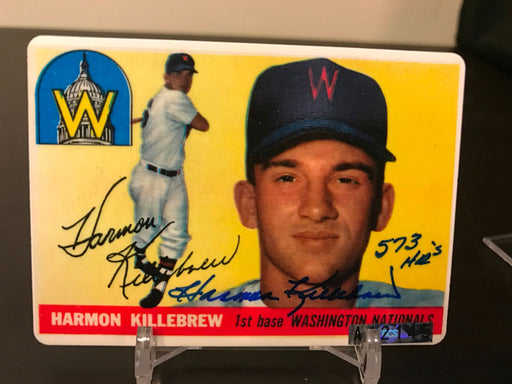 W
W
Harmon
Killebrew
573
HR's
Harmon Killebrew
HARMON KILLEBREW 1st base WASHINGTON NATIONALS